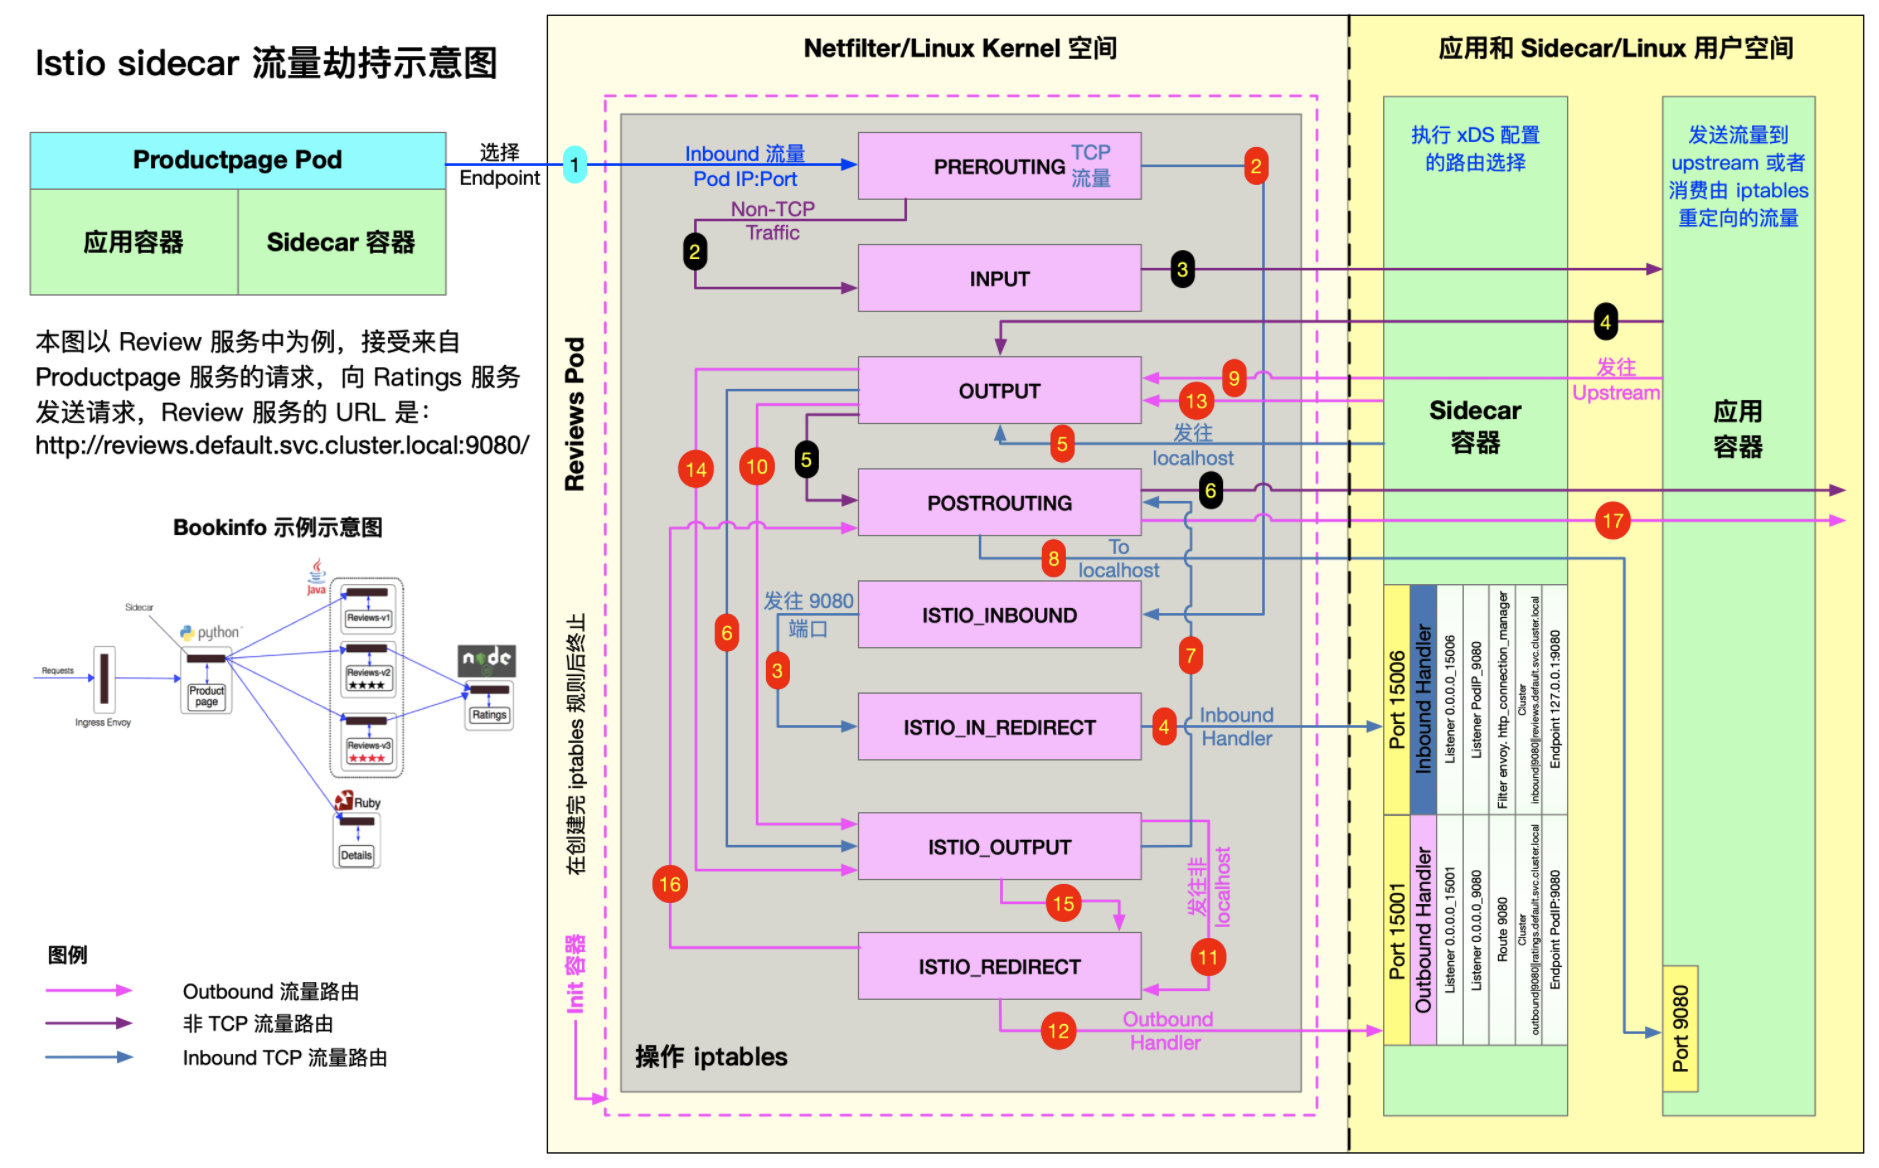 Istio sidecar 流量劫持示意图
Productpage Pod
应用容器
Sidecar 容器
选择
Endpoint
本图以 Review 服务中为例，接受来自
Productpage 服务的请求，向 Ratings 服务
发送请求，Review 服务的 URL 是：
http://reviews.default.svc.cluster.local:9080/
Bookinfo 示例示意图
Java
Sidecar
python
Reviews-v1
Requests
Product
page
Reviews-v2
★★★★
node
Ingress Envoy
Ratings
Reviews-v3
★★★★
Ruby
Details
图例
Outbound 流量路由
非 TCP 流量路由
Inbound TCP 流量路由
Netfilter/Linux Kernel 空间
Reviews Pod
在创建完 iptables 规则后终止
Init 容器
1
Inbound 流量
Pod IP:Port
PREROUTING
TCP
流量
2
Non-TCP
Traffic
2
INPUT
3
4
OUTPUT
9
发往
Upstream
13
5
发往
localhost
14
10
5
POSTROUTING
6
17
8
To
localhost
发往 9080
端口
ISTIO_INBOUND
6
3
7
ISTIO_IN_REDIRECT
4
Inbound
Handler
ISTIO_OUTPUT
16
15
发往非
localhost
ISTIO_REDIRECT
11
12
Outbound
Handler
操作 iptables
应用和 Sidecar/Linux 用户空间
执行 xDS 配置
的路由选择
Sidecar
容器
Port 15006
Inbound Handler
Listener 0.0.0.0_15006
Listener PodIP_9080
Filter envoy. http_connection_manager
Cluster
inbound|9080||reviews.default.svc.cluster.local
Endpoint 127.0.0.1:9080
Port 15001
Outbound Handler
Listener 0.0.0.0_15001
Listener 0.0.0.0_9080
Route 9080
Cluster
outbound|9080||ratings.default.svc.cluster.local
Endpoint PodIP:9080
发送流量到
upstream 或者
消费由 iptables
重定向的流量
应用
容器
Port 9080